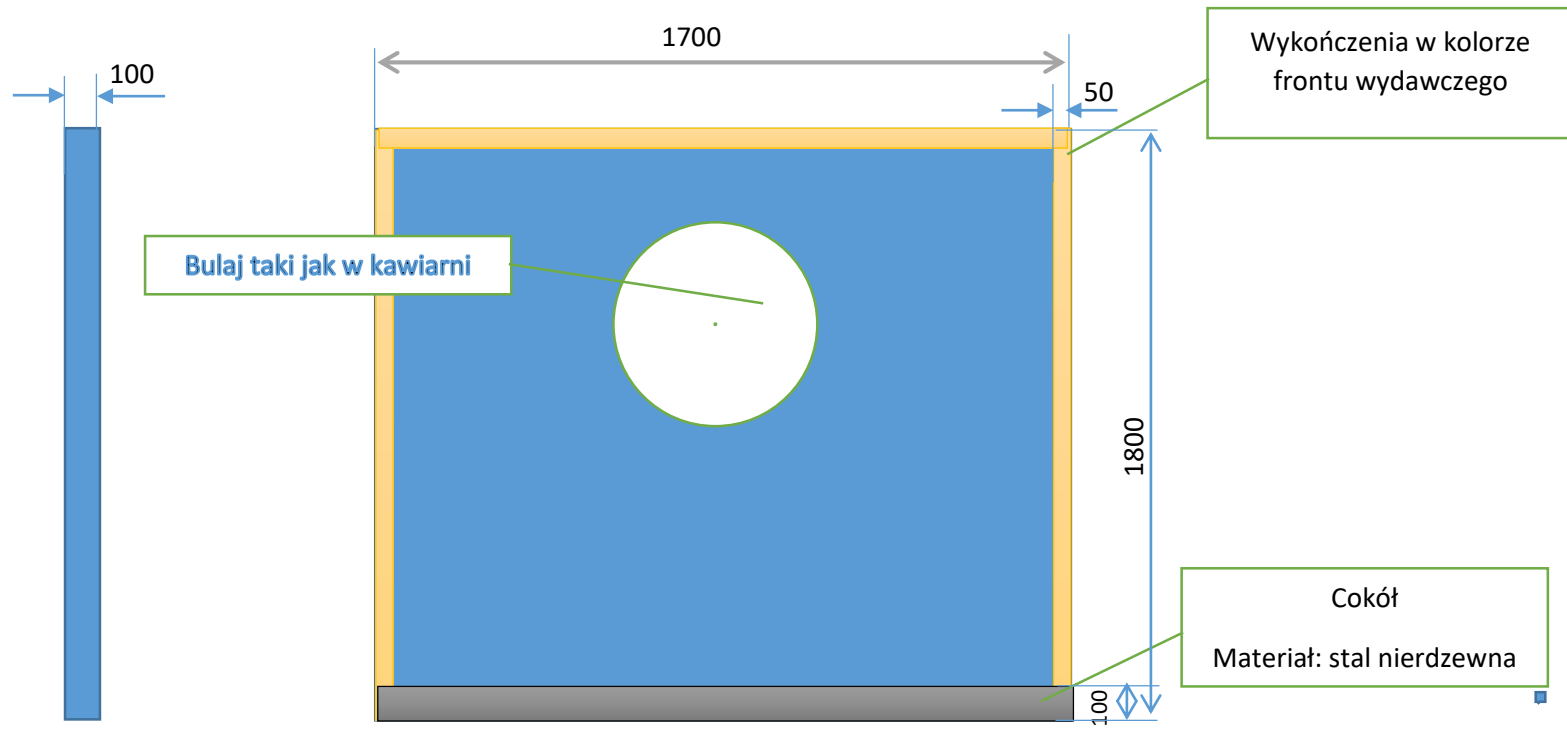 1700
Wykończenia w kolorze
frontu wydawczego
100
50
Bulaj taki jak w kawiarni
1800
Cokół
Materiał: stal nierdzewna
100